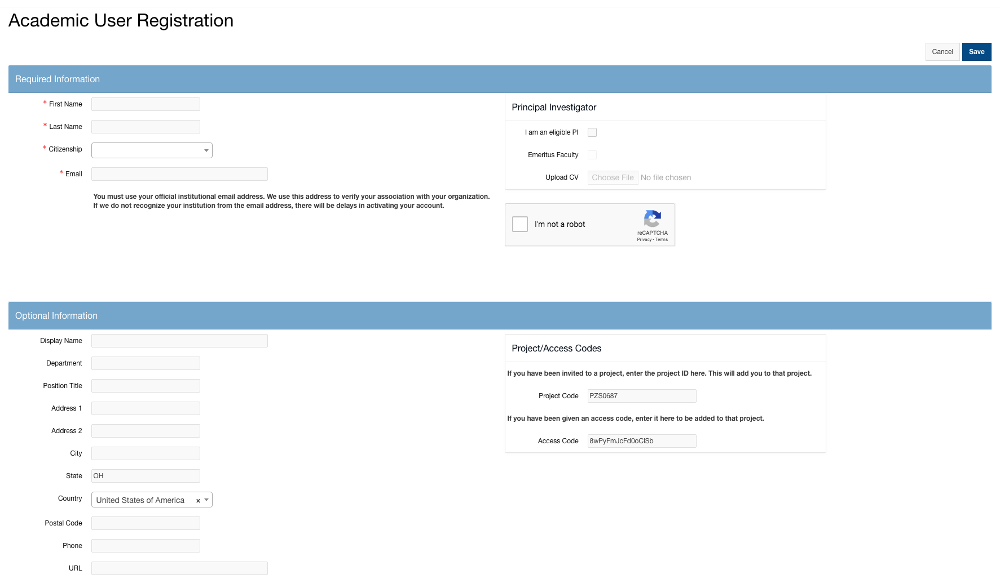 Academic User Registration
Cancel
Save
Required Information
* First Name
* Last Name
* Citizenship
* Email
You must use your official institutional email address. We use this address to verify your association with your organization.
If we do not recognize your institution from the email address, there will be delays in activating your account.
Principal Investigator
I am an eligible PI
Emeritus Faculty
Upload CV Choose File No file chosen
I'm not a robot
reCAPTCHA
Privacy - Terms
Optional Information
Display Name
Department
Position Title
Address 1
Address 2
City
State OH
Country United States of America ×
Postal Code
Phone
URL
Project/Access Codes
If you have been invited to a project, enter the project ID here. This will add you to that project.
Project Code PZS0687
If you have been given an access code, enter it here to be added to that project.
Access Code